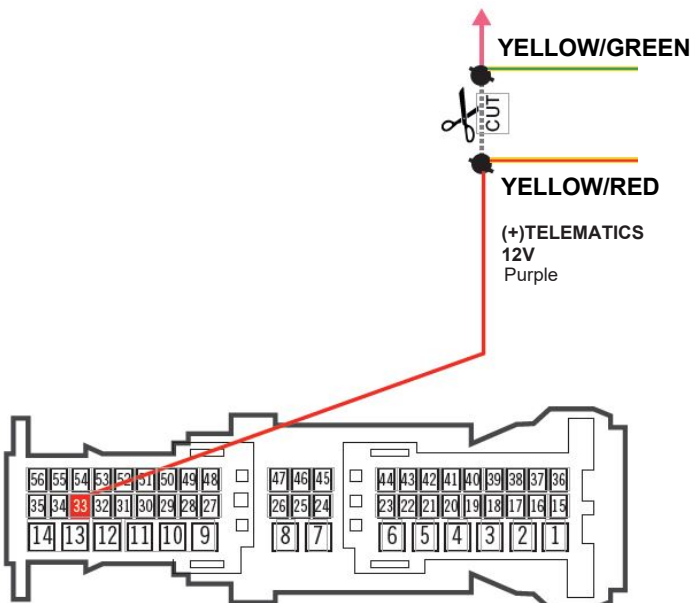 YELLOW/GREEN
CUT
YELLOW/RED
(+)TELEMATICS
12V
Purple
56 55 54 53 52 51 50 49 48 47 46 45 44 43 42 41 40 39 38 37 36
35 34 33 32 31 30 29 28 27 26 25 24 23 22 21 20 19 18 17 16 15
14 13 12 11 10 9 8 7 6 5 4 3 2 1